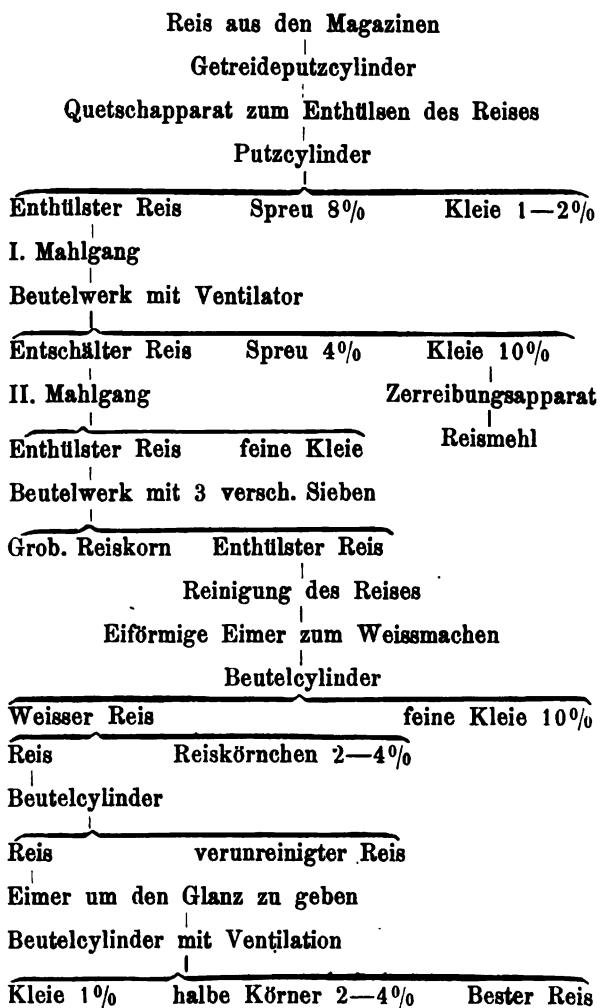 Reis aus den Magazinen
Getreideputzcylinder
Quetschapparat zum Enthülsen des Reises
Putzcylinder
Enthülster Reis Spreu 8% Kleie 1—2%
I. Mahlgang
Beutelwerk mit Ventilator
Entschälter Reis Spreu 4% Kleie 10%
II. Mahlgang Zerreibungsapparat
Enthülster Reis feine Kleie Reismehl
Beutelwerk mit 3 versch. Sieben
Grob. Reiskorn Enthülster Reis
Reinigung des Reises
Eiförmige Eimer zum Weissmachen
Beutelcylinder
Weisser Reis feine Kleie 10%
Reis Reiskörnchen 2—4%
Beutelcylinder
Reis verunreinigter Reis
Eimer um den Glanz zu geben
Beutelcylinder mit Ventilation
Kleie 1% halbe Körner 2—4% Bester Reis